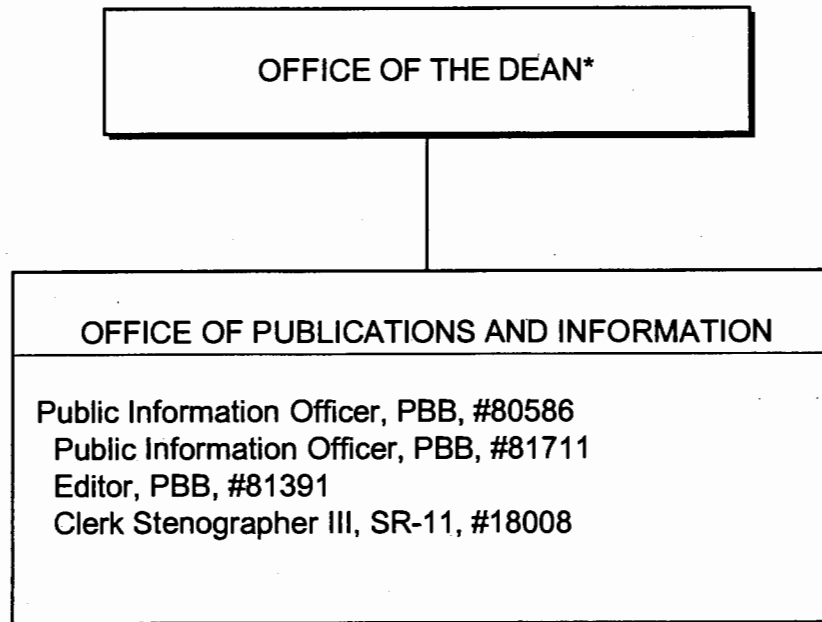 OFFICE OF THE DEAN*
OFFICE OF PUBLICATIONS AND INFORMATION
Public Information Officer, PBB, #80586
Public Information Officer, PBB, #81711
Editor, PBB, #81391
Clerk Stenographer III, SR-11, #18008